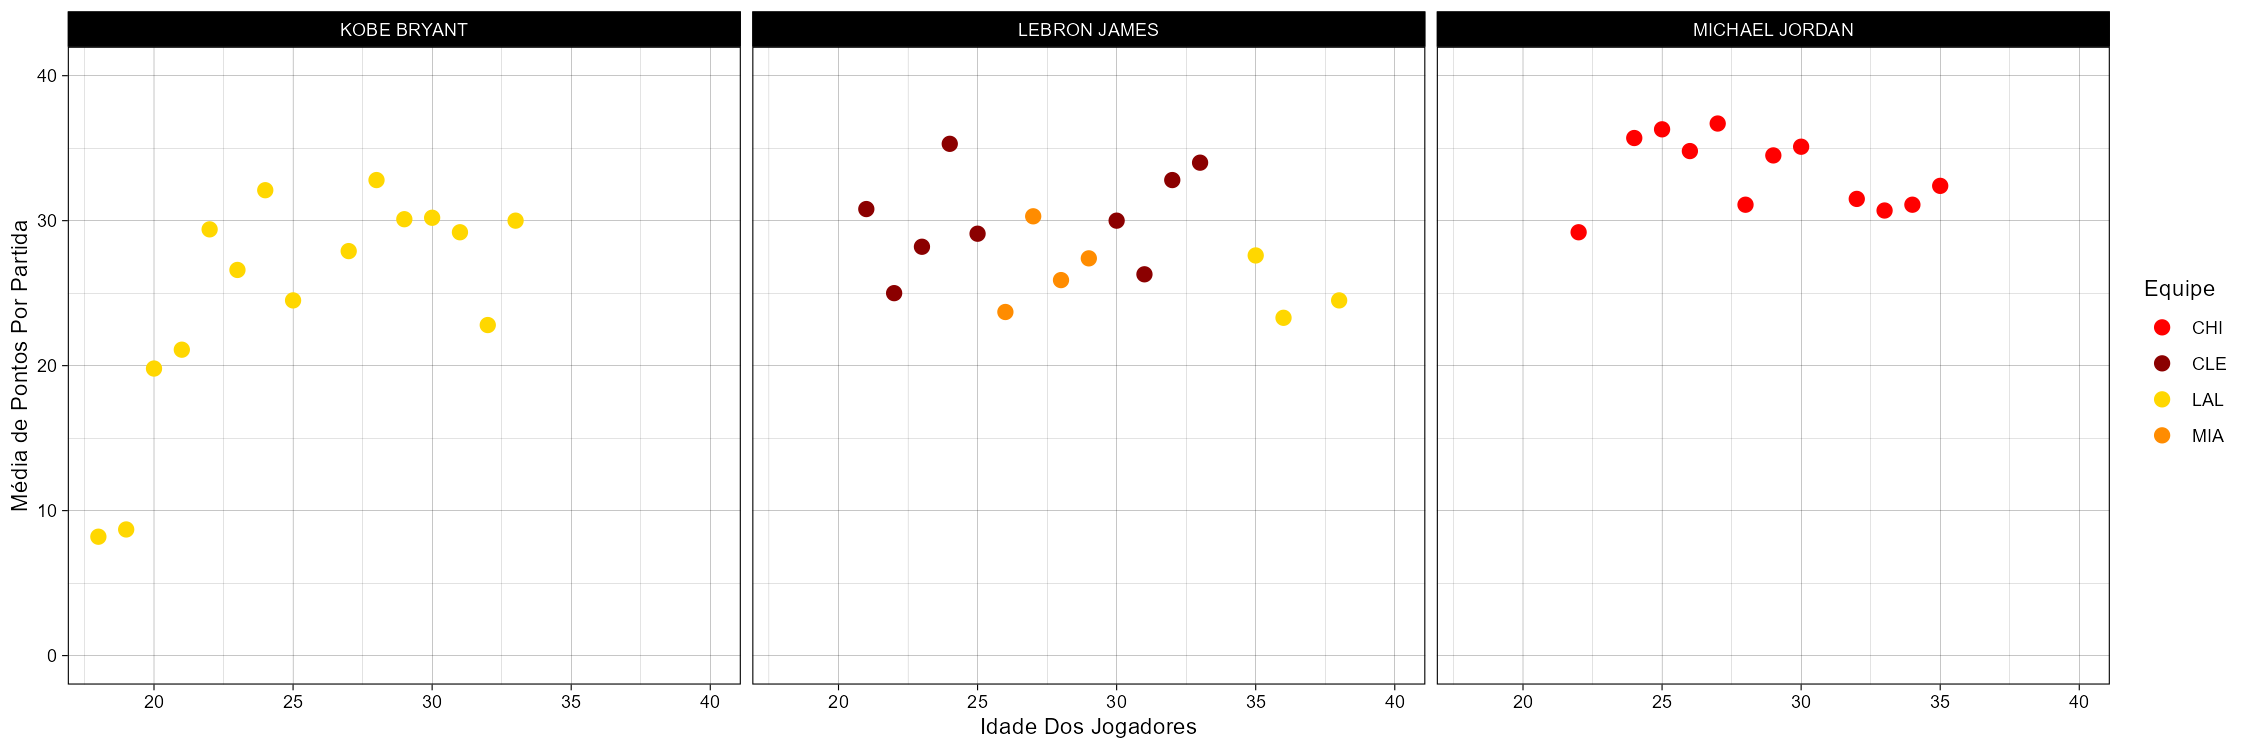 KOBE BRYANT
LEBRON JAMES
MICHAEL JORDAN
Média de Pontos Por Partida
40
30
20
10
0
20 25 30 35 40
20 25 30 35 40
20 25 30 35 40
Idade Dos Jogadores
Equipe
CHI
CLE
LAL
MIA